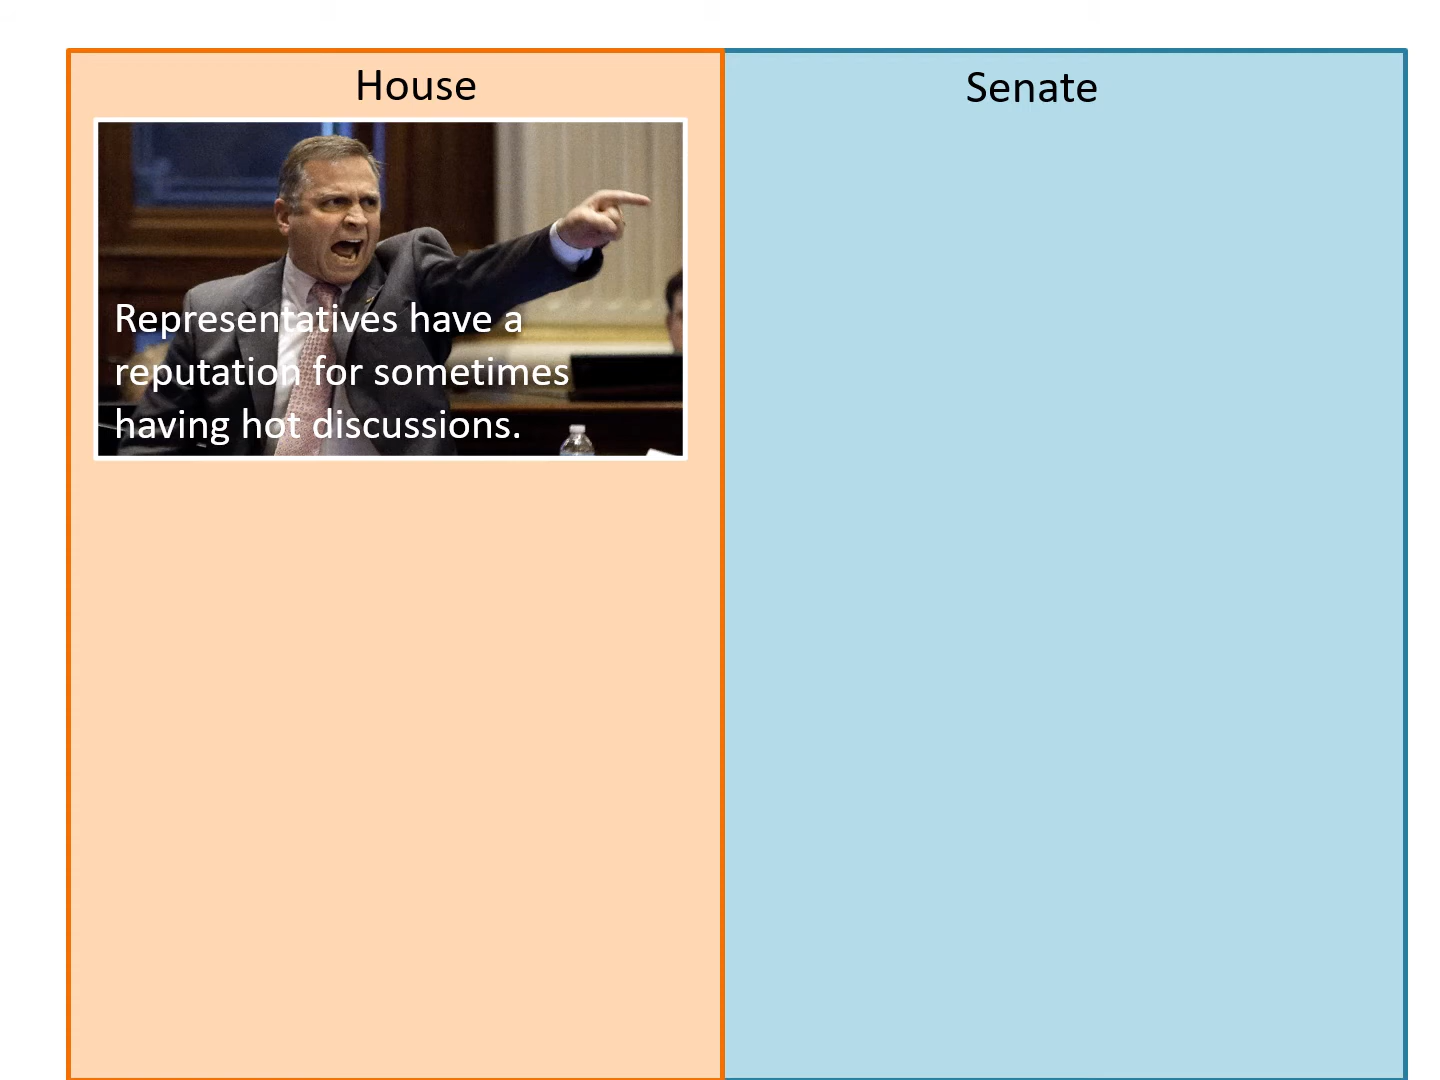 House
Senate
Representatives have a
reputation for sometimes
having hot discussions.